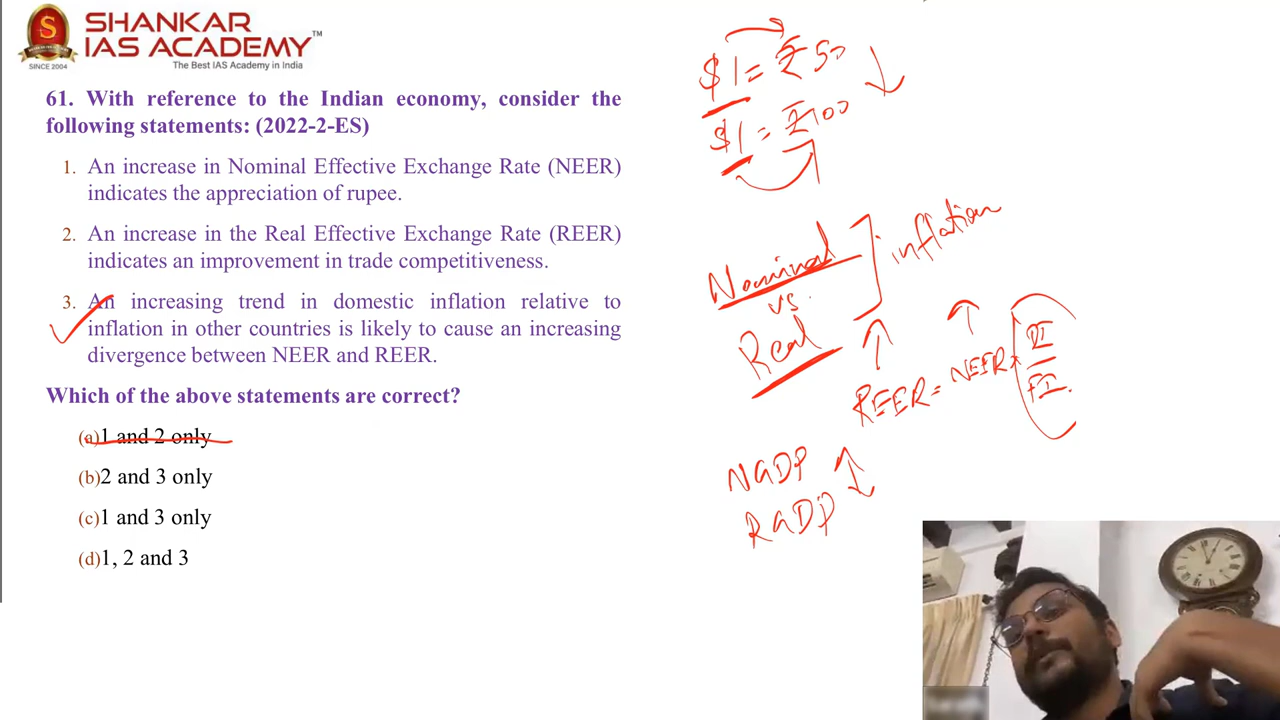 SHANKAR
IAS ACADEMY™
SINCE 2004
The Best IAS Academy in India
61. With reference to the Indian economy, consider the
following statements: (2022-2-ES)
1. An increase in Nominal Effective Exchange Rate (NEER)
indicates the appreciation of rupee.
2. An increase in the Real Effective Exchange Rate (REER)
indicates an improvement in trade competitiveness.
3. An increasing trend in domestic inflation relative to
inflation in other countries is likely to cause an increasing
divergence between NEER and REER.
Which of the above statements are correct?
(a)1 and 2 only
(b)2 and 3 only
(c)1 and 3 only
(d)1, 2 and 3
$1 = ₹50
$1 = ₹100
Nominal
vs
Real
inflation
REER = NEER ×
DI
FI
NGDP
RGDP